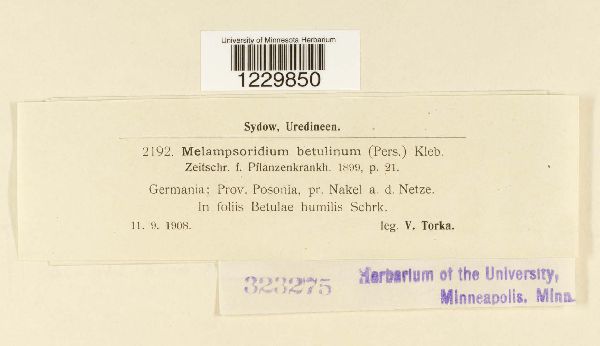 University of Minnesota Herbarium
1229850
Sydow, Uredineen.
2192. Melampsoridium betulinum (Pers.) Kleb.
Zeitschr. f. Pflanzenkrankh. 1899, p. 21.
Germania: Prov. Posonia, pr. Nakel a. d. Netze.
In foliis Betulae humilis Schrk.
11. 9. 1908.
leg. V. Torka.
323275
Herbarium of the University,
Minneapolis, Minn.